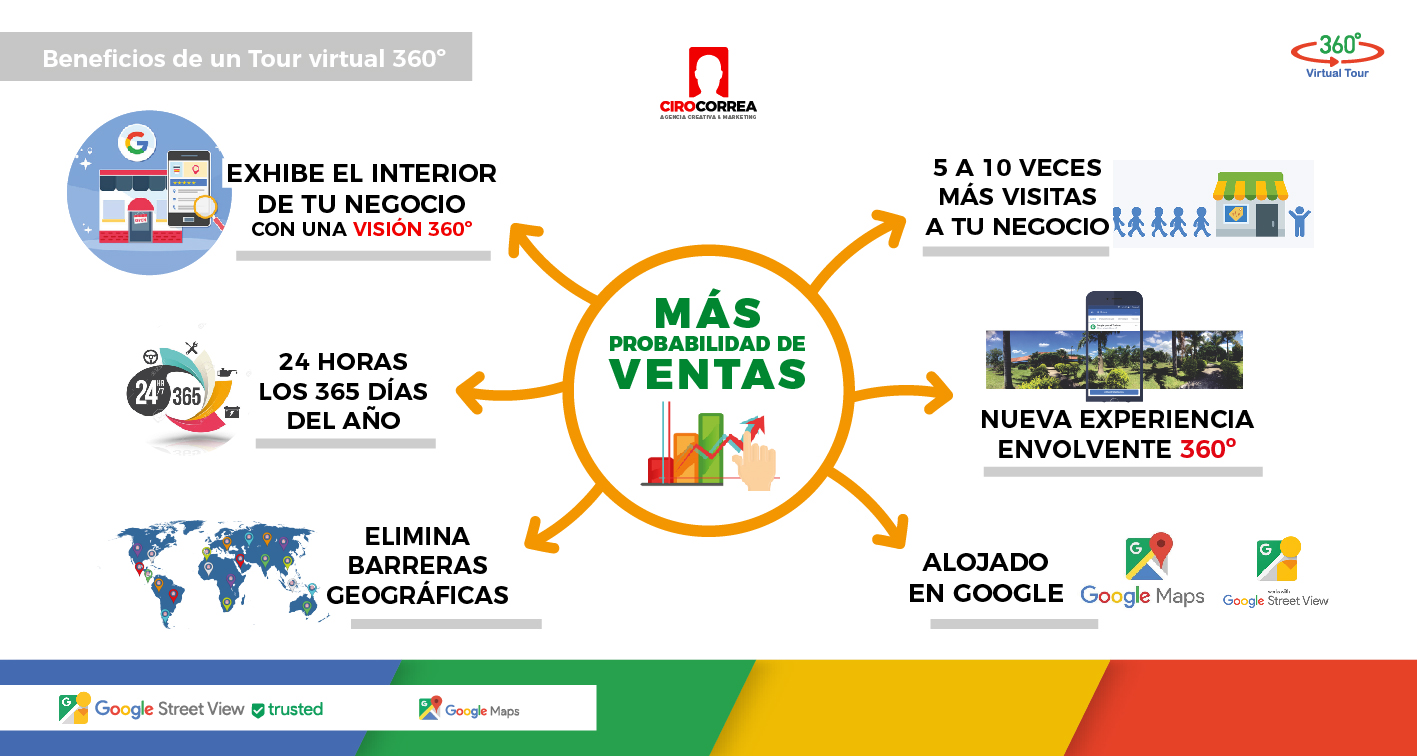 Beneficios de un Tour virtual 360°
CIROCORREA
AGENCIA CREATIVA & MARKETING
360°
Virtual Tour
G
EXHIBE EL INTERIOR
DE TU NEGOCIO
CON UNA VISIÓN 360°
OPEN
5 A 10 VECES
MÁS VISITAS
A TU NEGOCIO
MÁS
PROBABILIDAD DE
VENTAS
24 HORAS
LOS 365 DÍAS
DEL AÑO
24 HR
/7
365
NUEVA EXPERIENCIA
ENVOLVENTE 360°
ELIMINA
BARRERAS
GEOGRÁFICAS
ALOJADO
EN GOOGLE
G
Google Maps
G
works with
Google Street View
G
Google Street View trusted
G
Google Maps